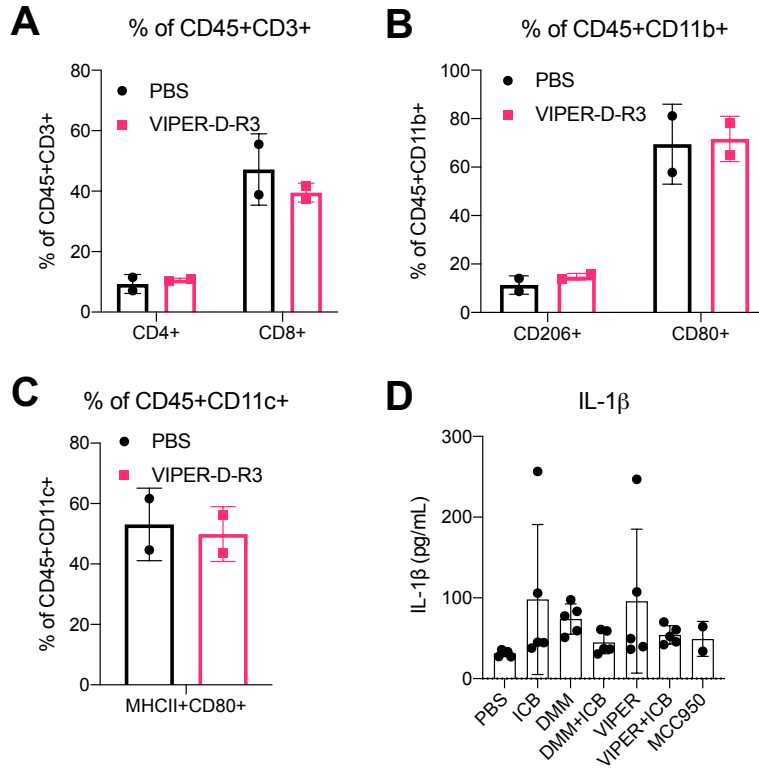 A
% of CD45+CD3+
% of CD45+CD3+
80
60
40
20
0
PBS
VIPER-D-R3
CD4+
CD8+
B
% of CD45+CD11b+
% of CD45+CD11b+
100
80
60
40
20
0
PBS
VIPER-D-R3
CD206+
CD80+
C
% of CD45+CD11c+
% of CD45+CD11c+
80
60
40
20
0
PBS
VIPER-D-R3
MHCII+CD80+
D
IL-1β
IL-1β (pg/mL)
300
200
100
0
PBS
ICB
DMM
DMM+ICB
VIPER
VIPER+ICB
MCC950